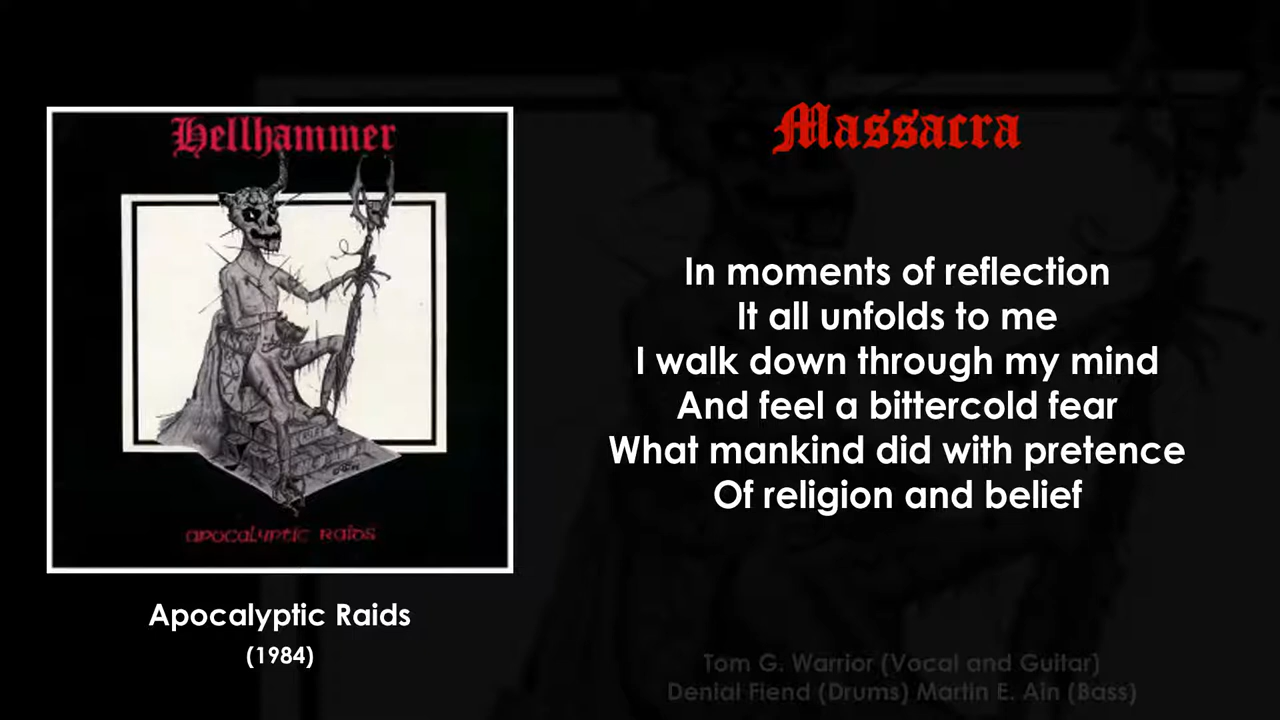 Hellhammer
apocalyptic raids
Apocalyptic Raids
(1984)
Massacra
In moments of reflection
It all unfolds to me
I walk down through my mind
And feel a bittercold fear
What mankind did with pretence
Of religion and belief
Tom G. Warrior (Vocal and Guitar)
Denial Fiend (Drums) Martin E. Ain (Bass)